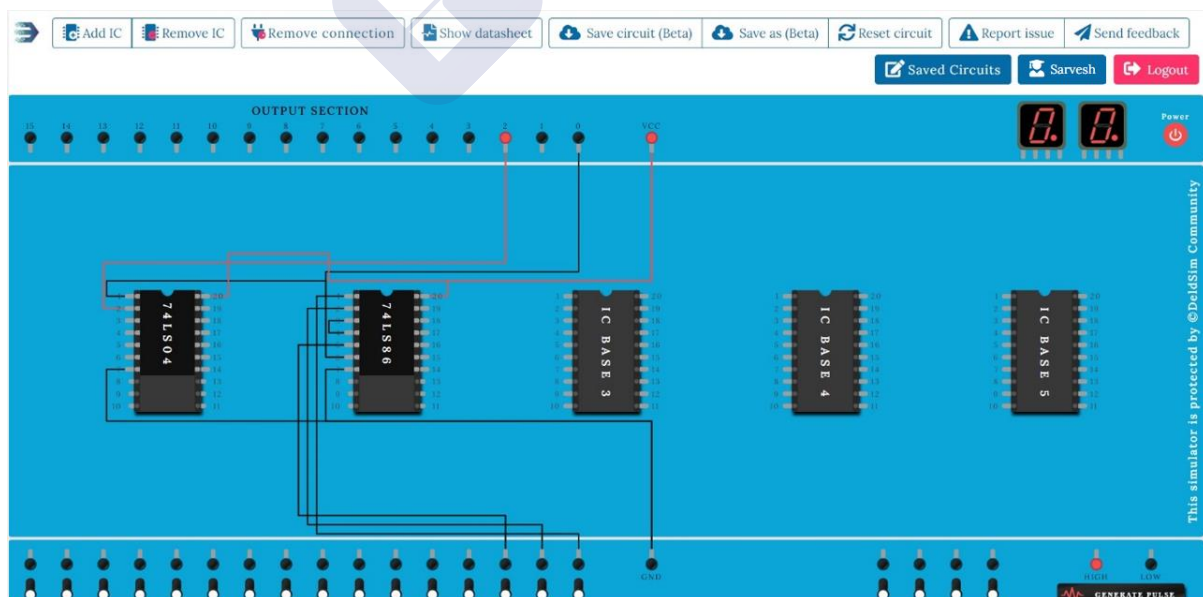 Add IC Remove IC Remove connection Show datasheet Save circuit (Beta) Save as (Beta) Reset circuit Report issue Send feedback
Saved Circuits Sarvesh Logout
OUTPUT SECTION
15 14 13 12 11 10 9 8 7 6 5 4 3 2 1 0 VCC
Power
74LS04
74LS86
IC BASE 3
IC BASE 4
IC BASE 5
This simulator is protected by ©DeldSim Community
GND
HIGH LOW
GENERATE PULSE